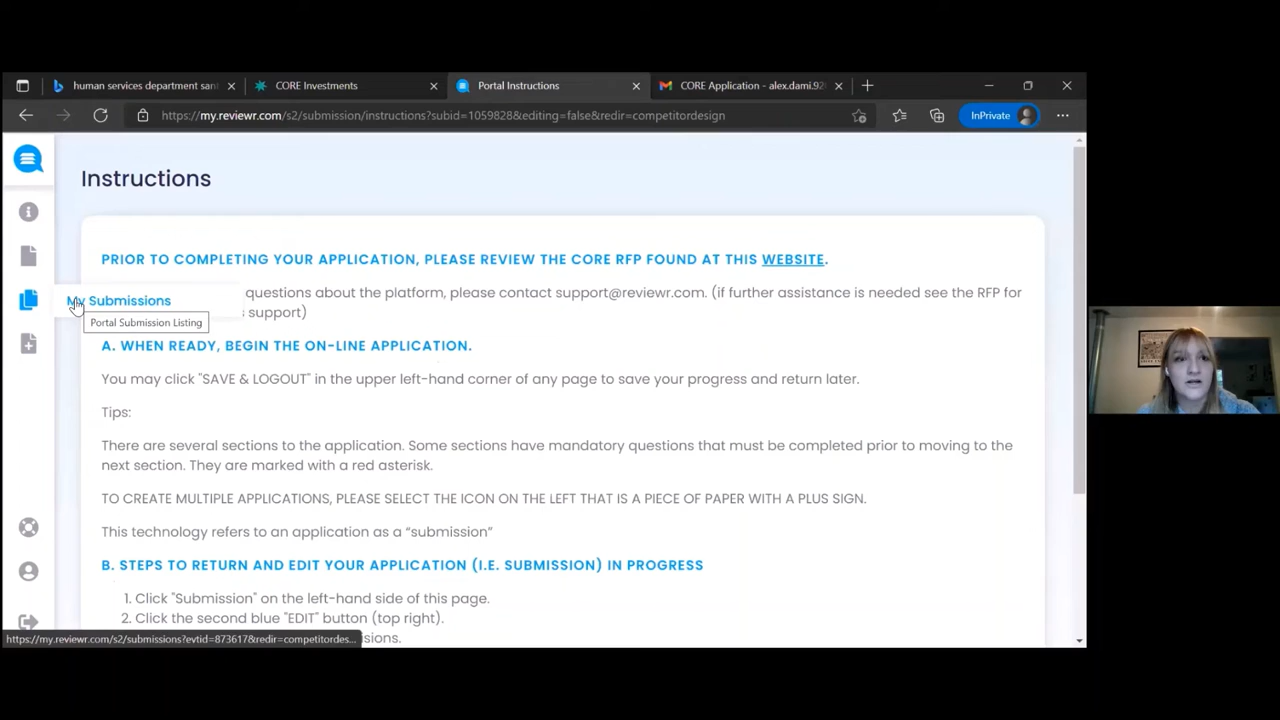 human services department sant
CORE Investments
Portal Instructions
CORE Application - alex.dami.92
https://my.reviewr.com/s2/submission/instructions?subid=1059828&editing=false&redir=competitordesign
InPrivate
Instructions
PRIOR TO COMPLETING YOUR APPLICATION, PLEASE REVIEW THE CORE RFP FOUND AT THIS WEBSITE.
My Submissions
questions about the platform, please contact support@reviewr.com. (if further assistance is needed see the RFP for
Portal Submission Listing
s support)
A. WHEN READY, BEGIN THE ON-LINE APPLICATION.
You may click "SAVE & LOGOUT" in the upper left-hand corner of any page to save your progress and return later.
Tips:
There are several sections to the application. Some sections have mandatory questions that must be completed prior to moving to the
next section. They are marked with a red asterisk.
TO CREATE MULTIPLE APPLICATIONS, PLEASE SELECT THE ICON ON THE LEFT THAT IS A PIECE OF PAPER WITH A PLUS SIGN.
This technology refers to an application as a “submission”
B. STEPS TO RETURN AND EDIT YOUR APPLICATION (I.E. SUBMISSION) IN PROGRESS
1. Click "Submission" on the left-hand side of this page.
2. Click the second blue "EDIT" button (top right).
https://my.reviewr.com/s2/submissions?evtid=873617&redir=competitordes...
isions.